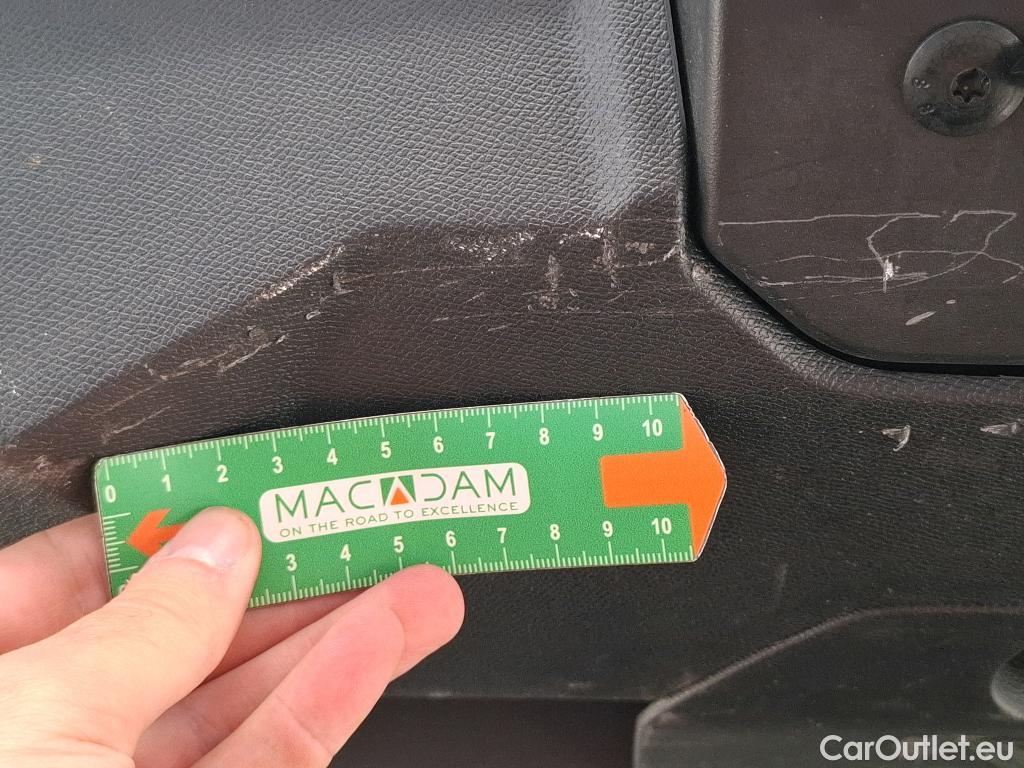 0 1 2 3 4 5 6 7 8 9 10
MACADAM
ON THE ROAD TO EXCELLENCE
3 4 5 6 7 8 9 10
CarOutlet.eu